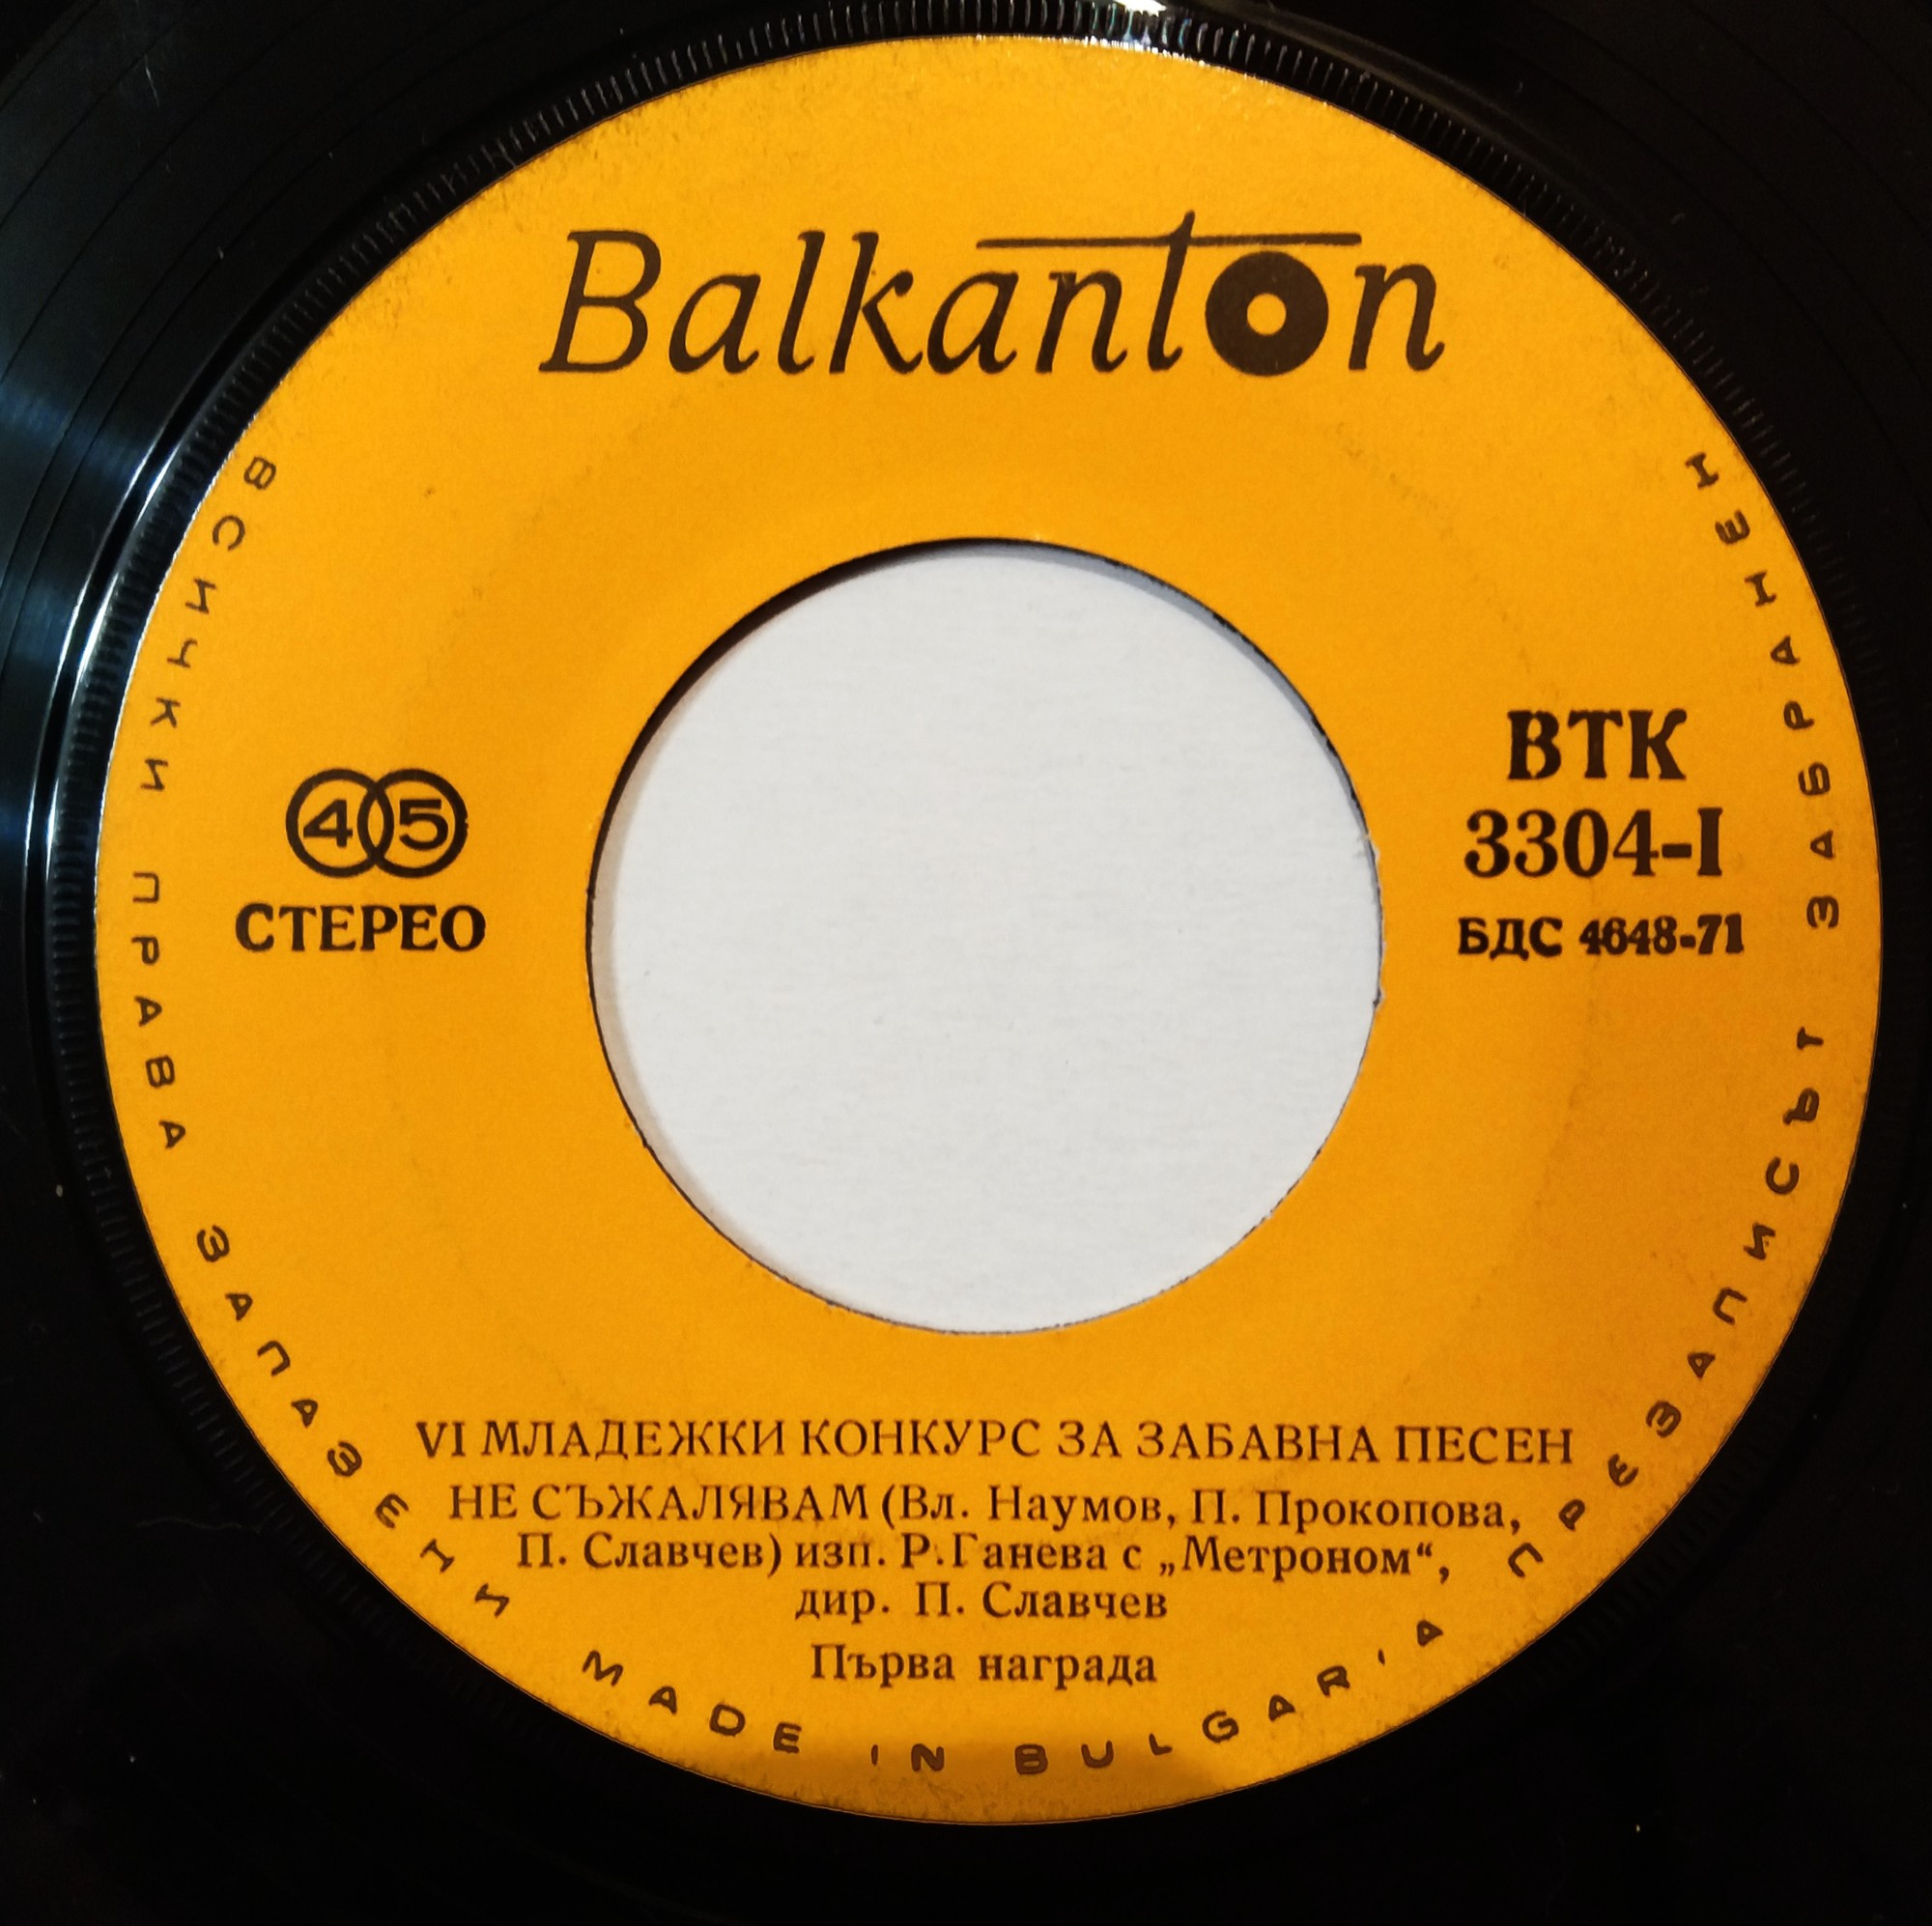 Balkanton
45
СТЕРЕО
ВТК
3304-I
БДС 4648-71
VI МЛАДЕЖКИ КОНКУРС ЗА ЗАБАВНА ПЕСЕН
НЕ СЪЖАЛЯВАМ (Вл. Наумов, П. Прокопова,
П. Славчев) изп. Р.Ганева с „Метроном“,
дир. П. Славчев
Първа награда
ВСИЧКИ ПРАВА ЗАПАЗЕНИ MADE IN BULGARIA ПРЕЗАПИСЪТ ЗАБРАНЕН